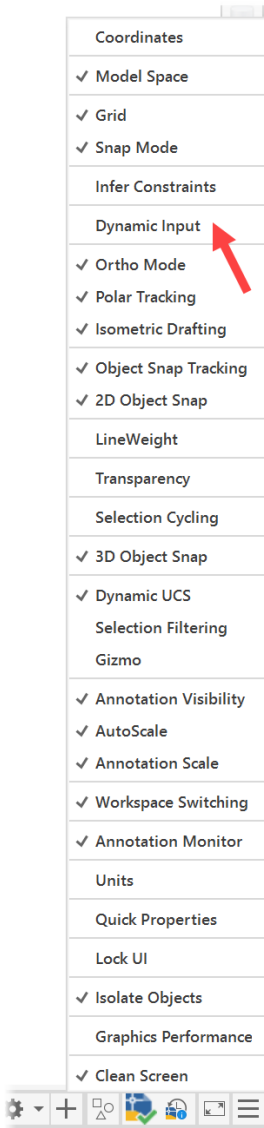 Coordinates
Model Space
Grid
Snap Mode
Infer Constraints
Dynamic Input
Ortho Mode
Polar Tracking
Isometric Drafting
Object Snap Tracking
2D Object Snap
LineWeight
Transparency
Selection Cycling
3D Object Snap
Dynamic UCS
Selection Filtering
Gizmo
Annotation Visibility
AutoScale
Annotation Scale
Workspace Switching
Annotation Monitor
Units
Quick Properties
Lock UI
Isolate Objects
Graphics Performance
Clean Screen